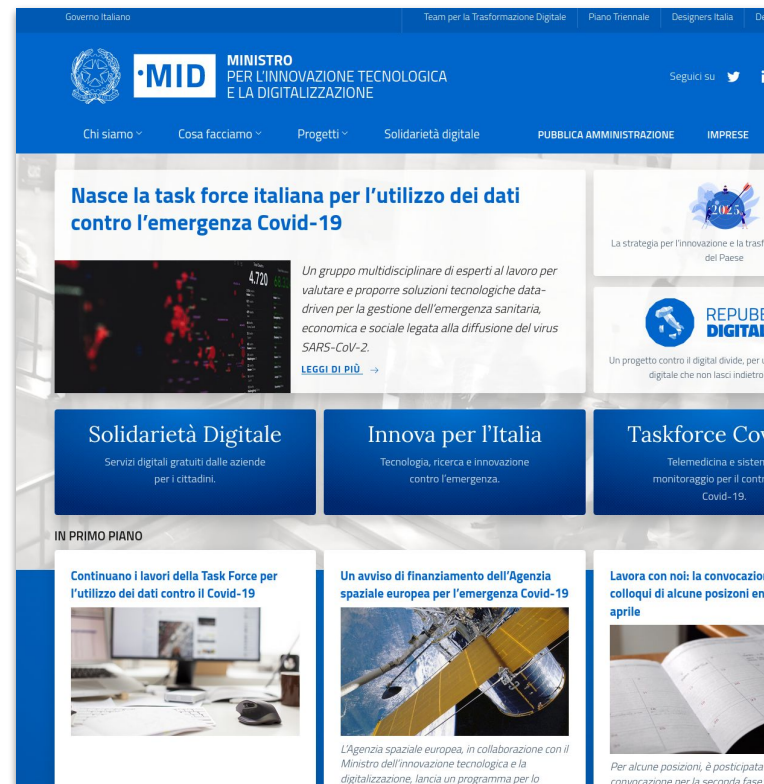 Governo Italiano
Team per la Trasformazione Digitale
Piano Triennale
Designers Italia
MID
MINISTRO
PER L'INNOVAZIONE TECNOLOGICA
E LA DIGITALIZZAZIONE
Seguici su
Chi siamo
Cosa facciamo
Progetti
Solidarietà digitale
PUBBLICA AMMINISTRAZIONE
IMPRESE
Nasce la task force italiana per l'utilizzo dei dati
contro l'emergenza Covid-19
4.720
Un gruppo multidisciplinare di esperti al lavoro per
valutare e proporre soluzioni tecnologiche data-
driven per la gestione dell'emergenza sanitaria,
economica e sociale legata alla diffusione del virus
SARS-CoV-2.
LEGGI DI PIÙ →
2025
La strategia per l'innovazione e la trasf
del Paese
REPUBB
DIGITAL
Un progetto contro il digital divide, per u
digitale che non lasci indietro
Solidarietà Digitale
Servizi digitali gratuiti dalle aziende
per i cittadini.
Innova per l'Italia
Tecnologia, ricerca e innovazione
contro l'emergenza.
Taskforce Cov
Telemedicina e sistem
monitoraggio per il contr
Covid-19.
IN PRIMO PIANO
Continuano i lavori della Task Force per
l'utilizzo dei dati contro il Covid-19
Un avviso di finanziamento dell'Agenzia
spaziale europea per l'emergenza Covid-19
L'Agenzia spaziale europea, in collaborazione con il
Ministro dell'innovazione tecnologica e la
digitalizzazione, lancia un programma per lo
Lavora con noi: la convocazion
colloqui di alcune posizoni en
aprile
Per alcune posizioni, è posticipata
convocazione per la seconda fase